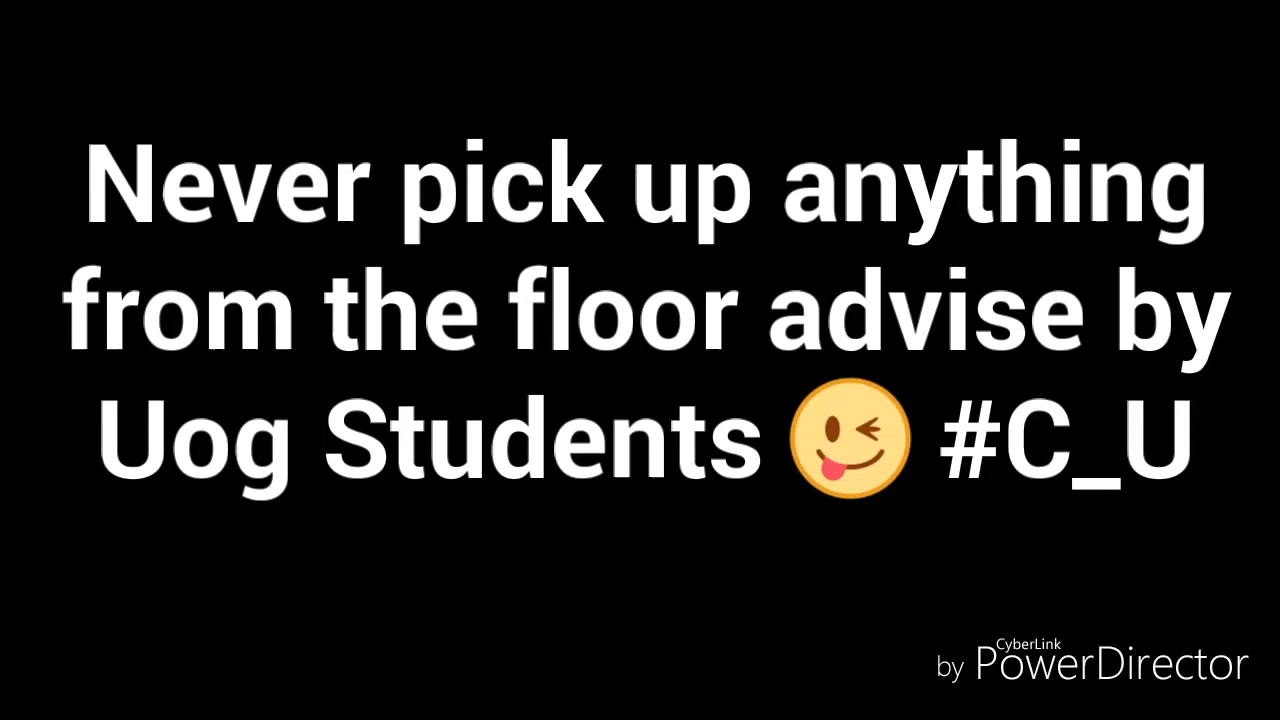 Never pick up anything
from the floor advise by
Uog Students 😜 #C_U
CyberLink
by PowerDirector